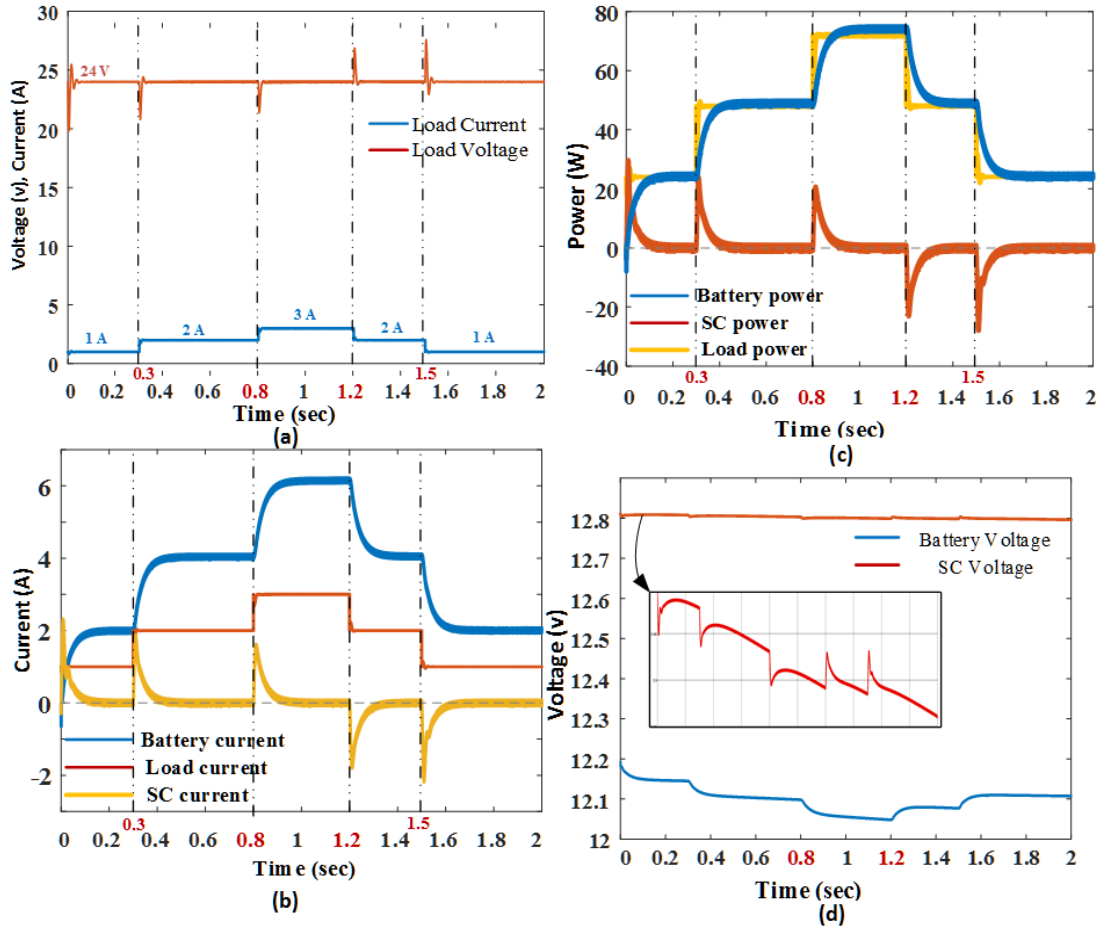 30
25
20
15
10
5
0
Voltage (v), Current (A)
24 V
Load Current
Load Voltage
1 A
2 A
3 A
2 A
1 A
0 0.2 0.3 0.4 0.6 0.8 1 1.2 1.4 1.5 1.6 1.8 2
Time (sec)
(a)
80
60
40
20
0
-20
-40
Power (W)
Battery power
SC power
Load power
0 0.2 0.3 0.4 0.6 0.8 1 1.2 1.4 1.5 1.6 1.8 2
Time (sec)
(c)
6
4
2
0
-2
Current (A)
Battery current
Load current
SC current
0 0.2 0.3 0.4 0.6 0.8 1 1.2 1.4 1.5 1.6 1.8 2
Time (sec)
(b)
12.8
12.7
12.6
12.5
12.4
12.3
12.2
12.1
12
Voltage (v)
Battery Voltage
SC Voltage
0 0.2 0.4 0.6 0.8 1 1.2 1.4 1.6 1.8 2
Time (sec)
(d)